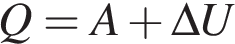 Q = A + ΔU